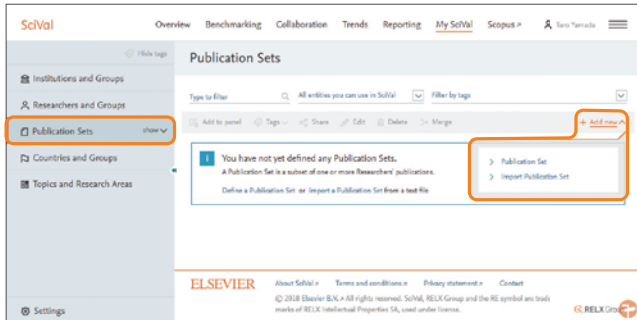 SciVal
Overview Benchmarking Collaboration Trends Reporting My SciVal Scopus Taro Yamada
Hide tags
Publication Sets
Institutions and Groups
Researchers and Groups
Publication Sets show
Countries and Groups
Topics and Research Areas
Settings
Type to filter All entities you can use in SciVal Filter by tags
Add to panel Tags Share Edit Delete Merge + Add new
i You have not yet defined any Publication Sets.
A Publication Set is a subset of one or more Researchers' publications.
Define a Publication Set or import a Publication Set from a text file
> Publication Set
> Import Publication Set
ELSEVIER
About SciVal Terms and conditions Privacy statement Contact
© 2018 Elsevier B.V. All rights reserved. SciVal, RELX Group and the RE symbol are trade
marks of RELX Intellectual Properties SA, used under license.
RELX Gro